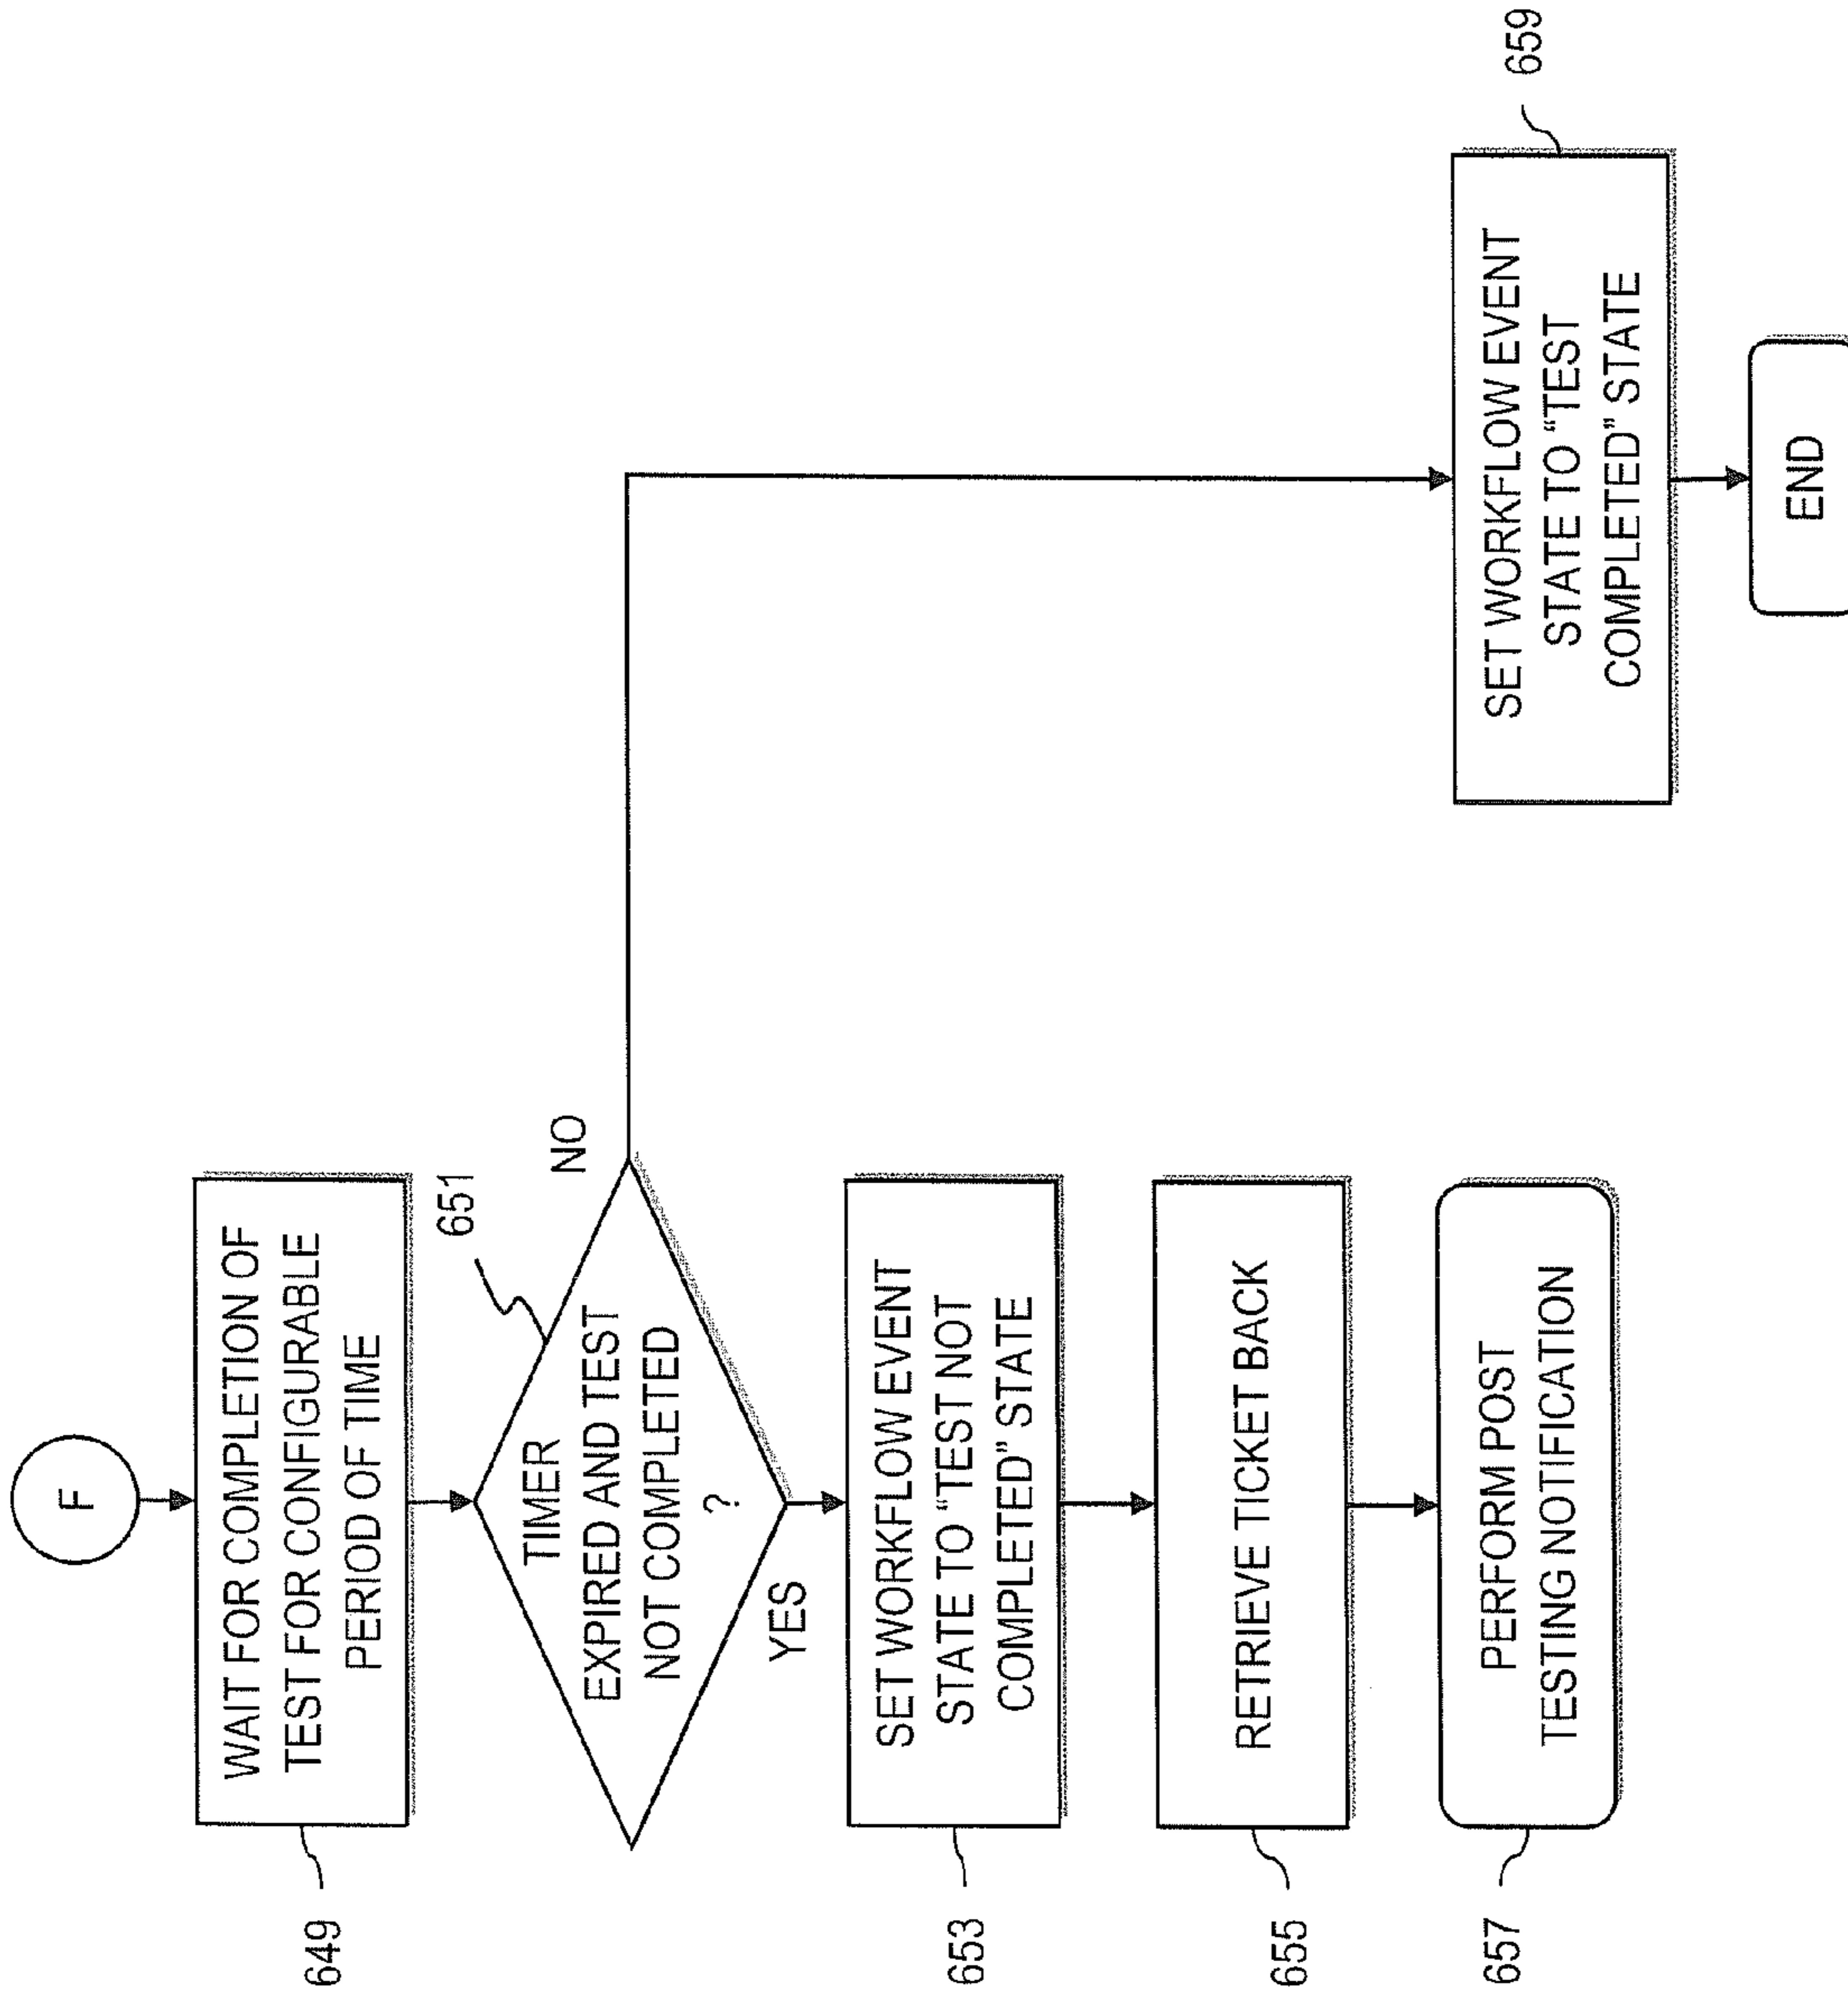 F
WAIT FOR COMPLETION OF
TEST FOR CONFIGURABLE
PERIOD OF TIME
649
TIMER
EXPIRED AND TEST
NOT COMPLETED
?
651
NO
YES
SET WORKFLOW EVENT
STATE TO “TEST NOT
COMPLETED” STATE
653
RETRIEVE TICKET BACK
655
PERFORM POST
TESTING NOTIFICATION
657
SET WORKFLOW EVENT
STATE TO “TEST
COMPLETED” STATE
659
END